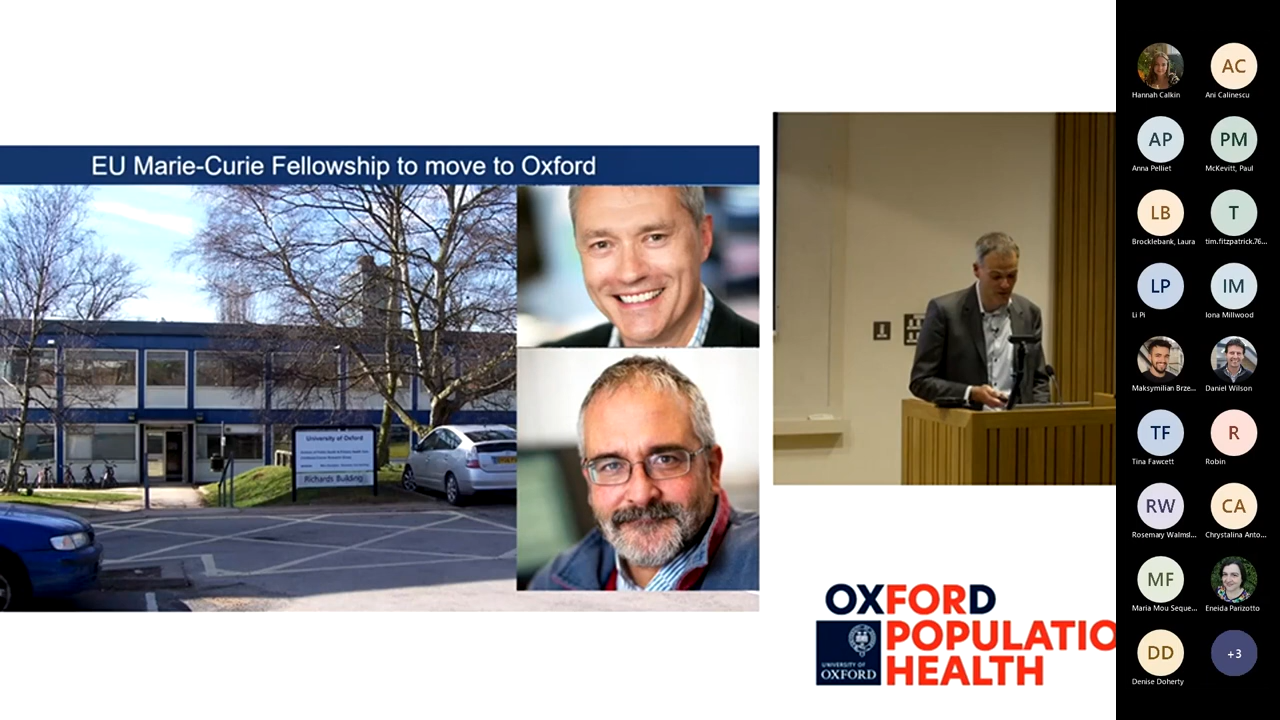 EU Marie-Curie Fellowship to move to Oxford
University of Oxford
Richards Building
OXFORD
POPULATIO
HEALTH
UNIVERSITY OF
OXFORD
Hannah Calkin
AC
Ani Calinescu
AP
Anna Pelliet
PM
McKevitt, Paul
LB
Brocklebank, Laura
T
tim.fitzpatrick.76...
LP
Li Pi
IM
Iona Millwood
Maksymilian Brze...
Daniel Wilson
TF
Tina Fawcett
R
Robin
RW
Rosemary Walmsl...
CA
Chrystalina Anto...
MF
Maria Mou Seque...
Eneida Parizotto
DD
Denise Doherty
+3